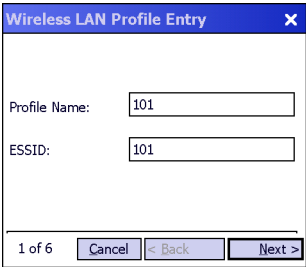 Wireless LAN Profile Entry X
Profile Name: 101
ESSID: 101
1 of 6 Cancel < Back Next >